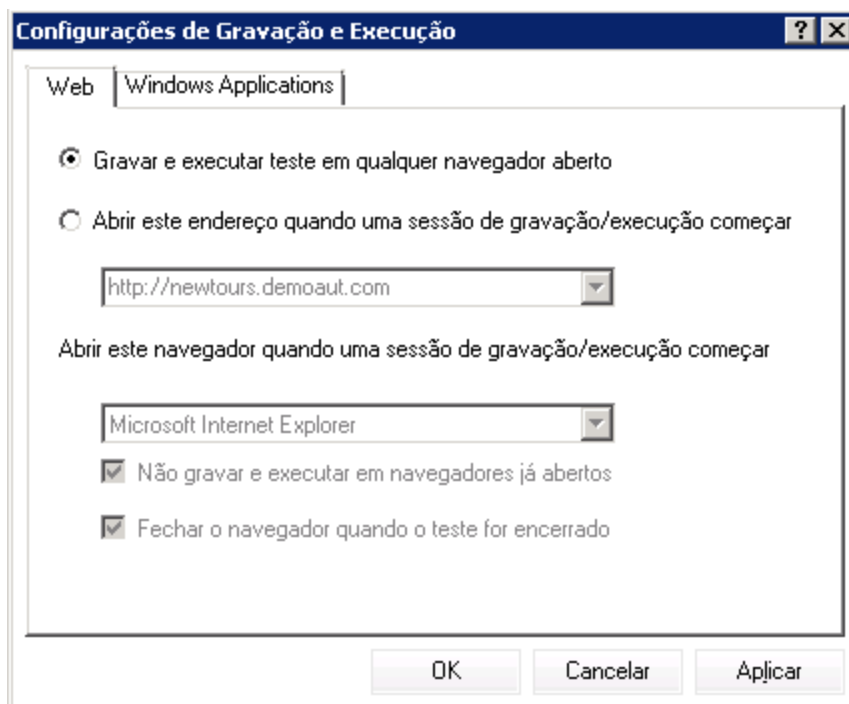 Configurações de Gravação e Execução
Web
Windows Applications
Gravar e executar teste em qualquer navegador aberto
Abrir este endereço quando uma sessão de gravação/execução começar
http://newtours.demoaut.com
Abrir este navegador quando uma sessão de gravação/execução começar
Microsoft Internet Explorer
Não gravar e executar em navegadores já abertos
Fechar o navegador quando o teste for encerrado
OK
Cancelar
Aplicar